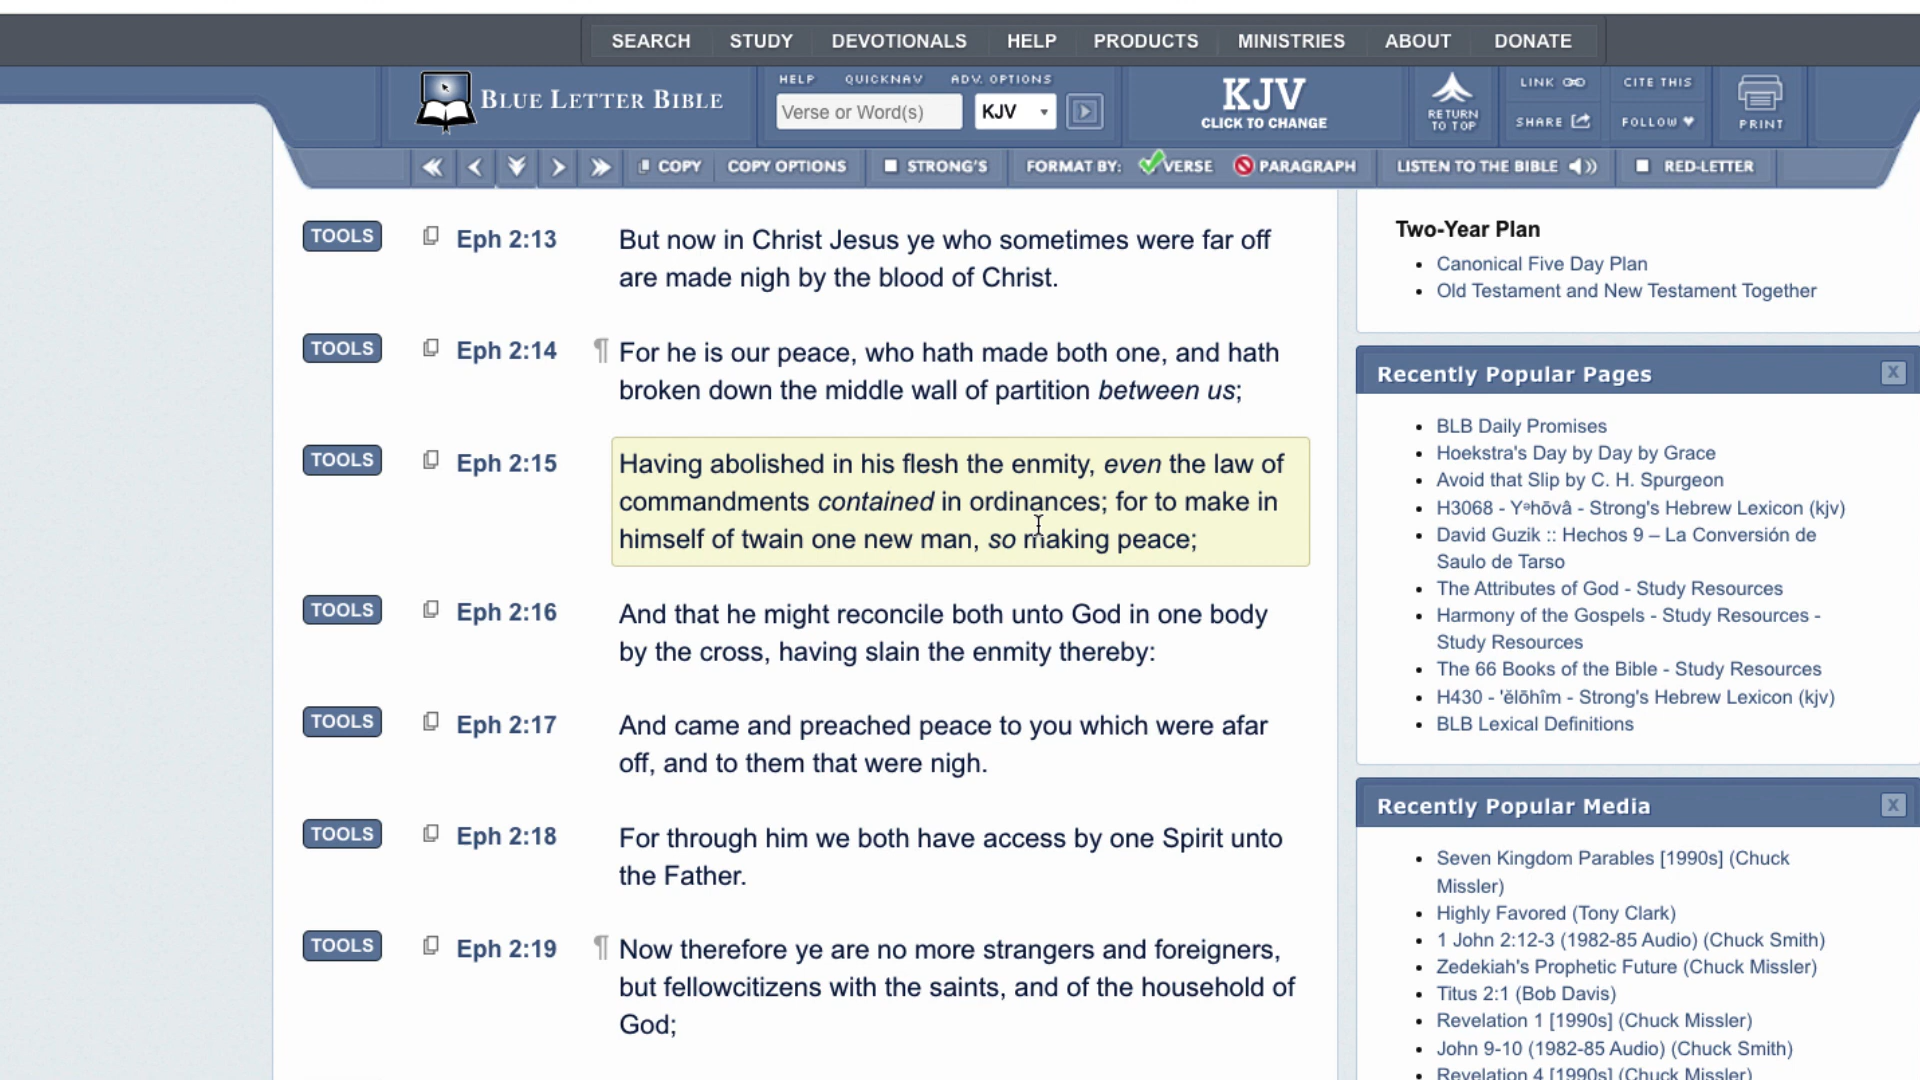 SEARCH STUDY DEVOTIONALS HELP PRODUCTS MINISTRIES ABOUT DONATE
BLUE LETTER BIBLE
HELP QUICKNAV ADV. OPTIONS
Verse or Word(s) KJV
KJV
CLICK TO CHANGE
RETURN
TO TOP
LINK
SHARE
CITE THIS
FOLLOW
PRINT
COPY COPY OPTIONS STRONG'S FORMAT BY: VERSE PARAGRAPH LISTEN TO THE BIBLE RED-LETTER
TOOLS Eph 2:13 But now in Christ Jesus ye who sometimes were far off
are made nigh by the blood of Christ.
TOOLS Eph 2:14 ¶ For he is our peace, who hath made both one, and hath
broken down the middle wall of partition between us;
TOOLS Eph 2:15 Having abolished in his flesh the enmity, even the law of
commandments contained in ordinances; for to make in
himself of twain one new man, so making peace;
TOOLS Eph 2:16 And that he might reconcile both unto God in one body
by the cross, having slain the enmity thereby:
TOOLS Eph 2:17 And came and preached peace to you which were afar
off, and to them that were nigh.
TOOLS Eph 2:18 For through him we both have access by one Spirit unto
the Father.
TOOLS Eph 2:19 ¶ Now therefore ye are no more strangers and foreigners,
but fellowcitizens with the saints, and of the household of
God;
Two-Year Plan
• Canonical Five Day Plan
• Old Testament and New Testament Together
Recently Popular Pages X
• BLB Daily Promises
• Hoekstra's Day by Day by Grace
• Avoid that Slip by C. H. Spurgeon
• H3068 - Yᵊhōvâ - Strong's Hebrew Lexicon (kjv)
• David Guzik :: Hechos 9 – La Conversión de
Saulo de Tarso
• The Attributes of God - Study Resources
• Harmony of the Gospels - Study Resources -
Study Resources
• The 66 Books of the Bible - Study Resources
• H430 - 'ĕlōhîm - Strong's Hebrew Lexicon (kjv)
• BLB Lexical Definitions
Recently Popular Media X
• Seven Kingdom Parables [1990s] (Chuck
Missler)
• Highly Favored (Tony Clark)
• 1 John 2:12-3 (1982-85 Audio) (Chuck Smith)
• Zedekiah's Prophetic Future (Chuck Missler)
• Titus 2:1 (Bob Davis)
• Revelation 1 [1990s] (Chuck Missler)
• John 9-10 (1982-85 Audio) (Chuck Smith)
• Revelation 4 [1990s] (Chuck Missler)